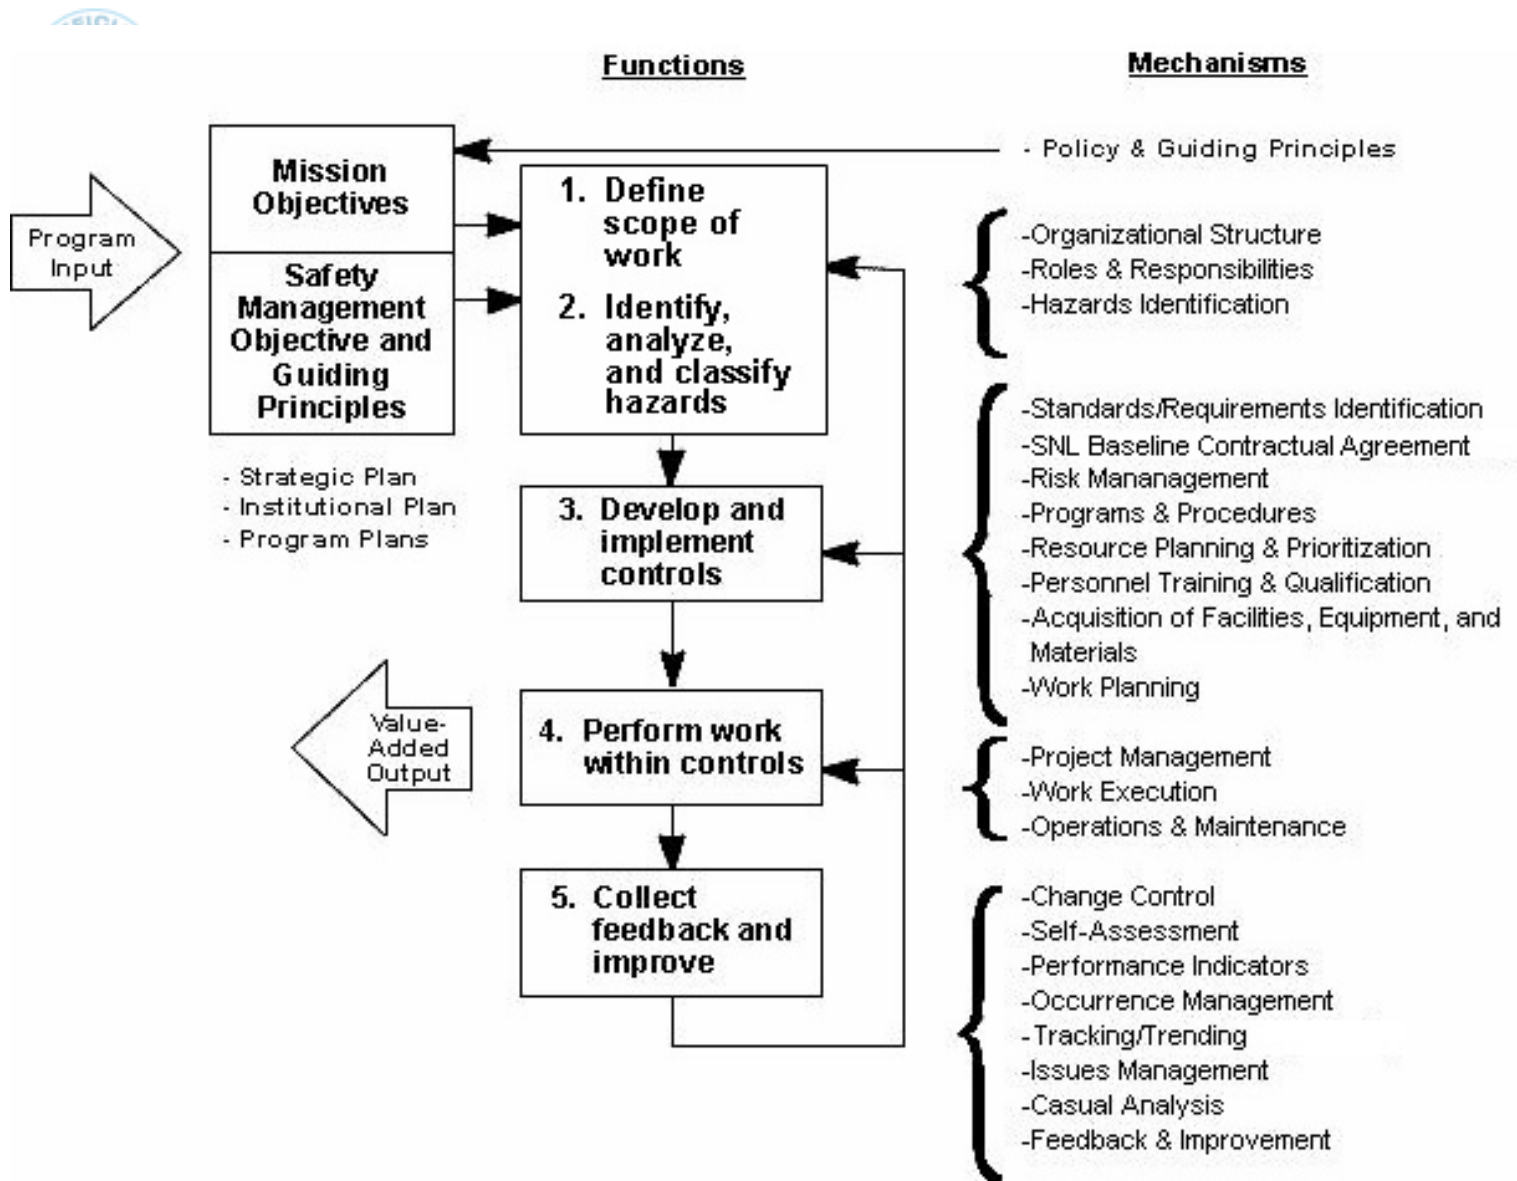 Functions
Mechanisms
Mission
Objectives
- Policy & Guiding Principles
Program
Input
Safety
Management
Objective and
Guiding
Principles
- Strategic Plan
- Institutional Plan
- Program Plans
1. Define
scope of
work
2. Identify,
analyze,
and classify
hazards
3. Develop and
implement
controls
4. Perform work
within controls
Value-
Added
Output
5. Collect
feedback and
improve
-Organizational Structure
-Roles & Responsibilities
-Hazards Identification
-Standards/Requirements Identification
-SNL Baseline Contractual Agreement
-Risk Mananagement
-Programs & Procedures
-Resource Planning & Prioritization
-Personnel Training & Qualification
-Acquisition of Facilities, Equipment, and
Materials
-Work Planning
-Project Management
-Work Execution
-Operations & Maintenance
-Change Control
-Self-Assessment
-Performance Indicators
-Occurrence Management
-Tracking/Trending
-Issues Management
-Casual Analysis
-Feedback & Improvement